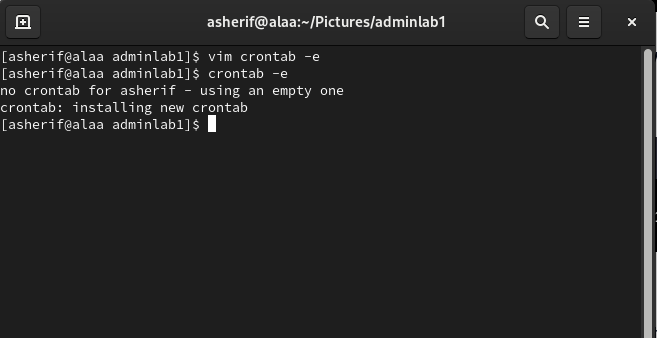 asherif@alaa:~/Pictures/adminlab1
[asherif@alaa adminlab1]$ vim crontab -e
[asherif@alaa adminlab1]$ crontab -e
no crontab for asherif - using an empty one
crontab: installing new crontab
[asherif@alaa adminlab1]$